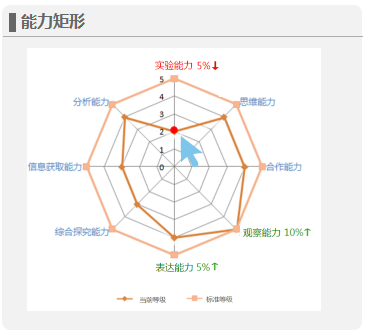 能力矩形
实验能力 5%↓
5
分析能力
思维能力
4
3
2
1
信息获取能力
0
合作能力
综合探究能力
观察能力 10%↑
表达能力 5%↑
当前等级
标准等级